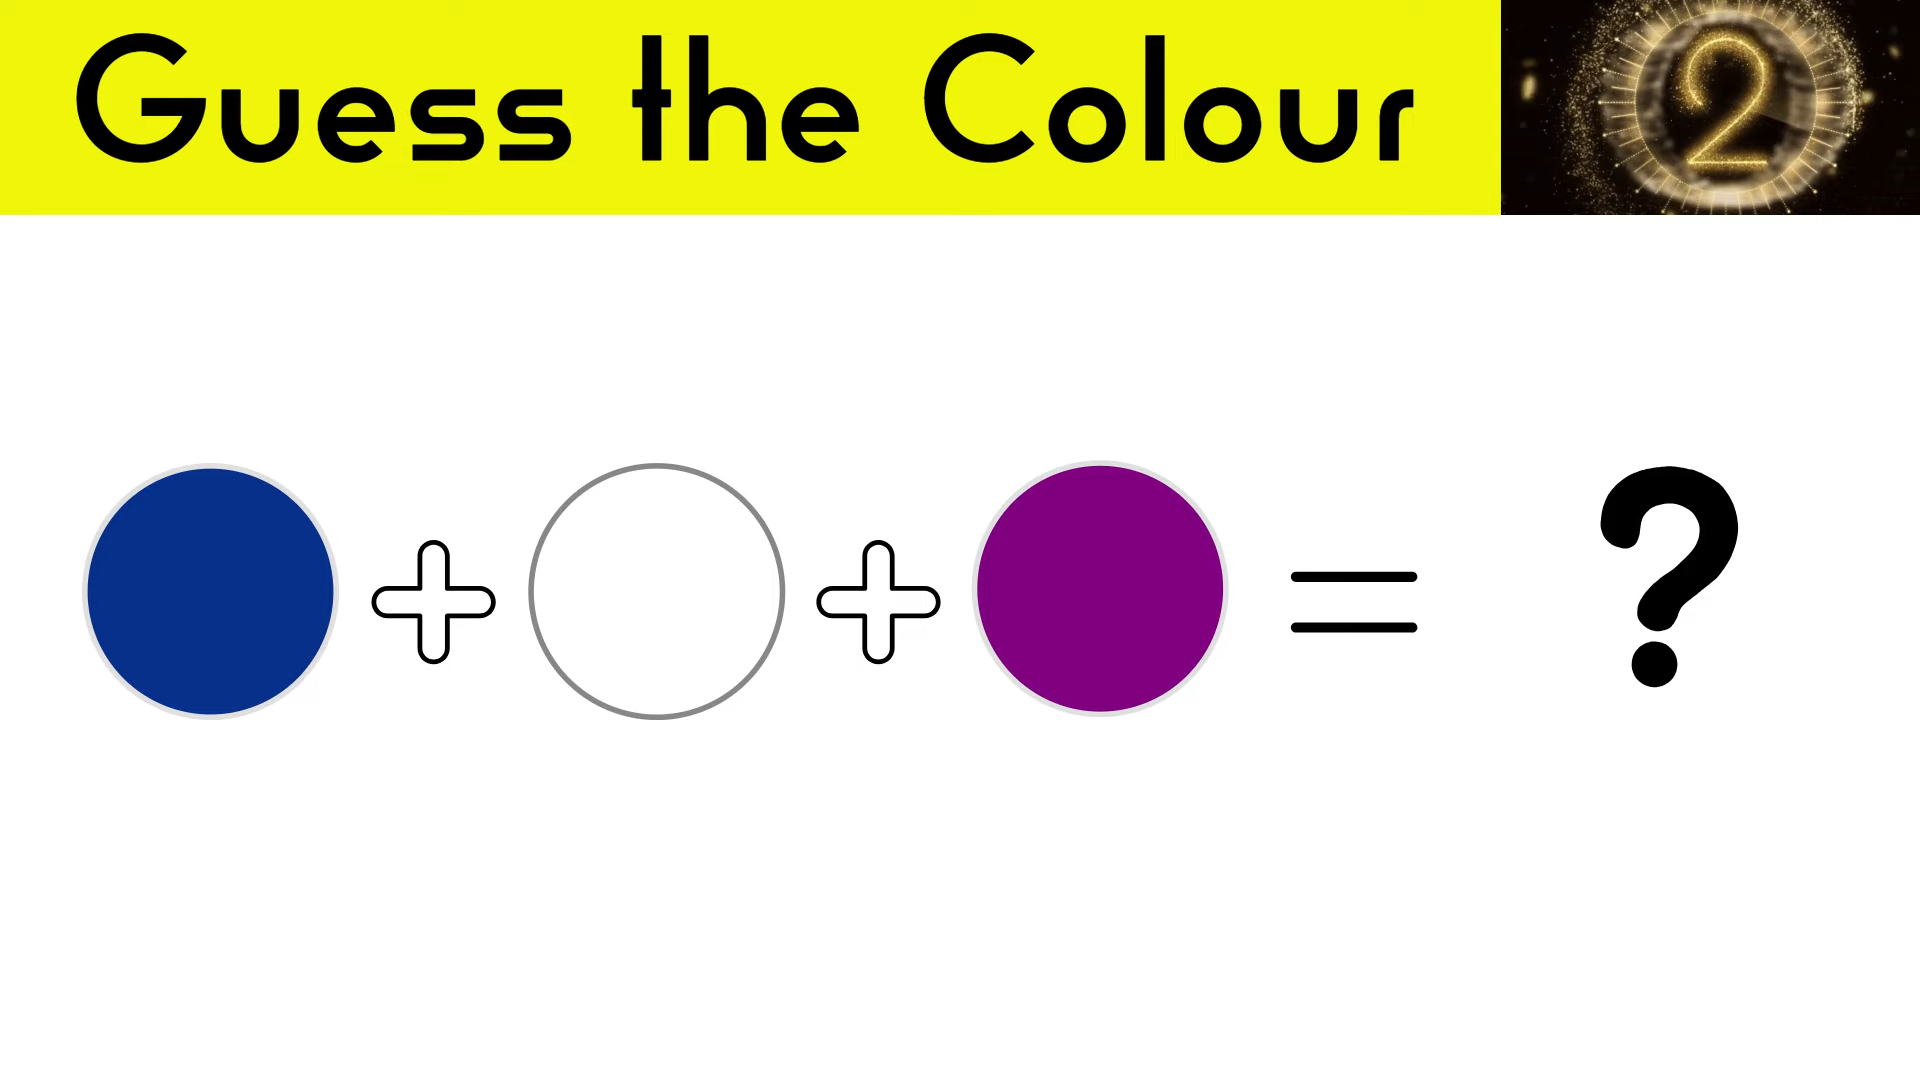 Guess the Colour
2
+ + = ?